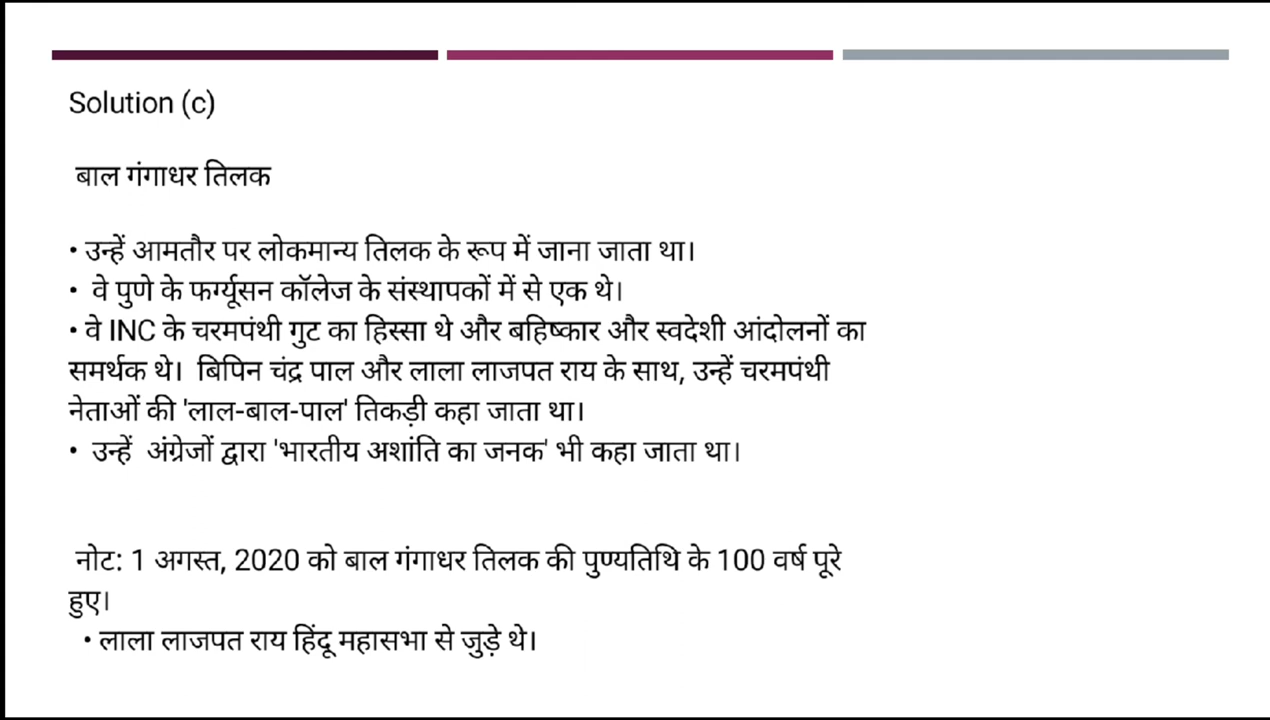 Solution (c)
बाल गंगाधर तिलक
• उन्हें आमतौर पर लोकमान्य तिलक के रूप में जाना जाता था।
• वे पुणे के फर्ग्यूसन कॉलेज के संस्थापकों में से एक थे।
• वे INC के चरमपंथी गुट का हिस्सा थे और बहिष्कार और स्वदेशी आंदोलनों का
समर्थक थे। बिपिन चंद्र पाल और लाला लाजपत राय के साथ, उन्हें चरमपंथी
नेताओं की 'लाल-बाल-पाल' तिकड़ी कहा जाता था।
• उन्हें अंग्रेजों द्वारा 'भारतीय अशांति का जनक' भी कहा जाता था।
नोट: 1 अगस्त, 2020 को बाल गंगाधर तिलक की पुण्यतिथि के 100 वर्ष पूरे
हुए।
• लाला लाजपत राय हिंदू महासभा से जुड़े थे।